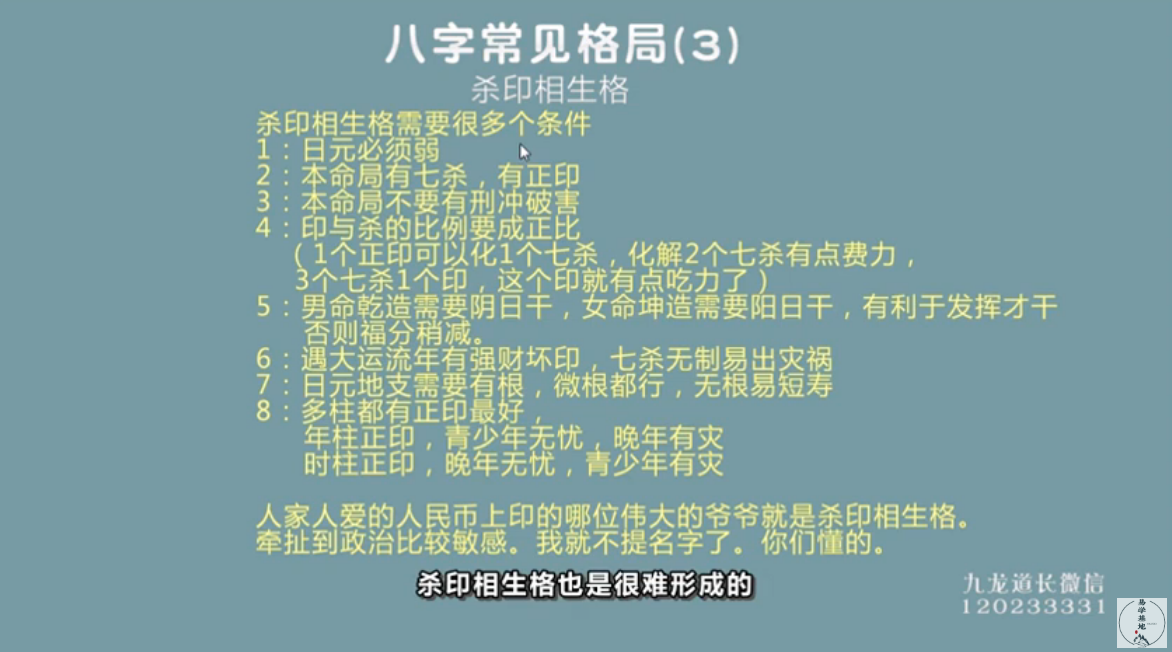 八字常见格局(3)
杀印相生格
杀印相生格需要很多个条件
1：日元必须弱
2：本命局有七杀，有正印
3：本命局不要有刑冲破害
4：印与杀的比例要成正比
（1个正印可以化1个七杀，化解2个七杀有点费力，
3个七杀1个印，这个印就有点吃力了）
5：男命乾造需要阴日干，女命坤造需要阳日干，有利于发挥才干
否则福分稍减。
6：遇大运流年有强财坏印，七杀无制易出灾祸
7：日元地支需要有根，微根都行，无根易短寿
8：多柱都有正印最好，
年柱正印，青少年无忧，晚年有灾
时柱正印，晚年无忧，青少年有灾
人家人爱的人民币上印的哪位伟大的爷爷就是杀印相生格。
牵扯到政治比较敏感。我就不提名字了。你们懂的。
杀印相生格也是很难形成的
九龙道长微信
120233331
易学基地